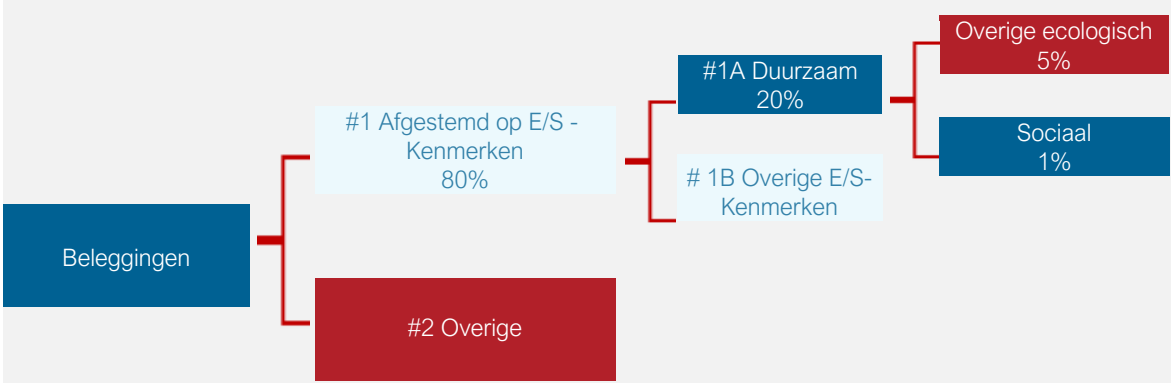 Beleggingen
#1 Afgestemd op E/S -
Kenmerken
80%
#2 Overige
#1A Duurzaam
20%
# 1B Overige E/S-
Kenmerken
Overige ecologisch
5%
Sociaal
1%